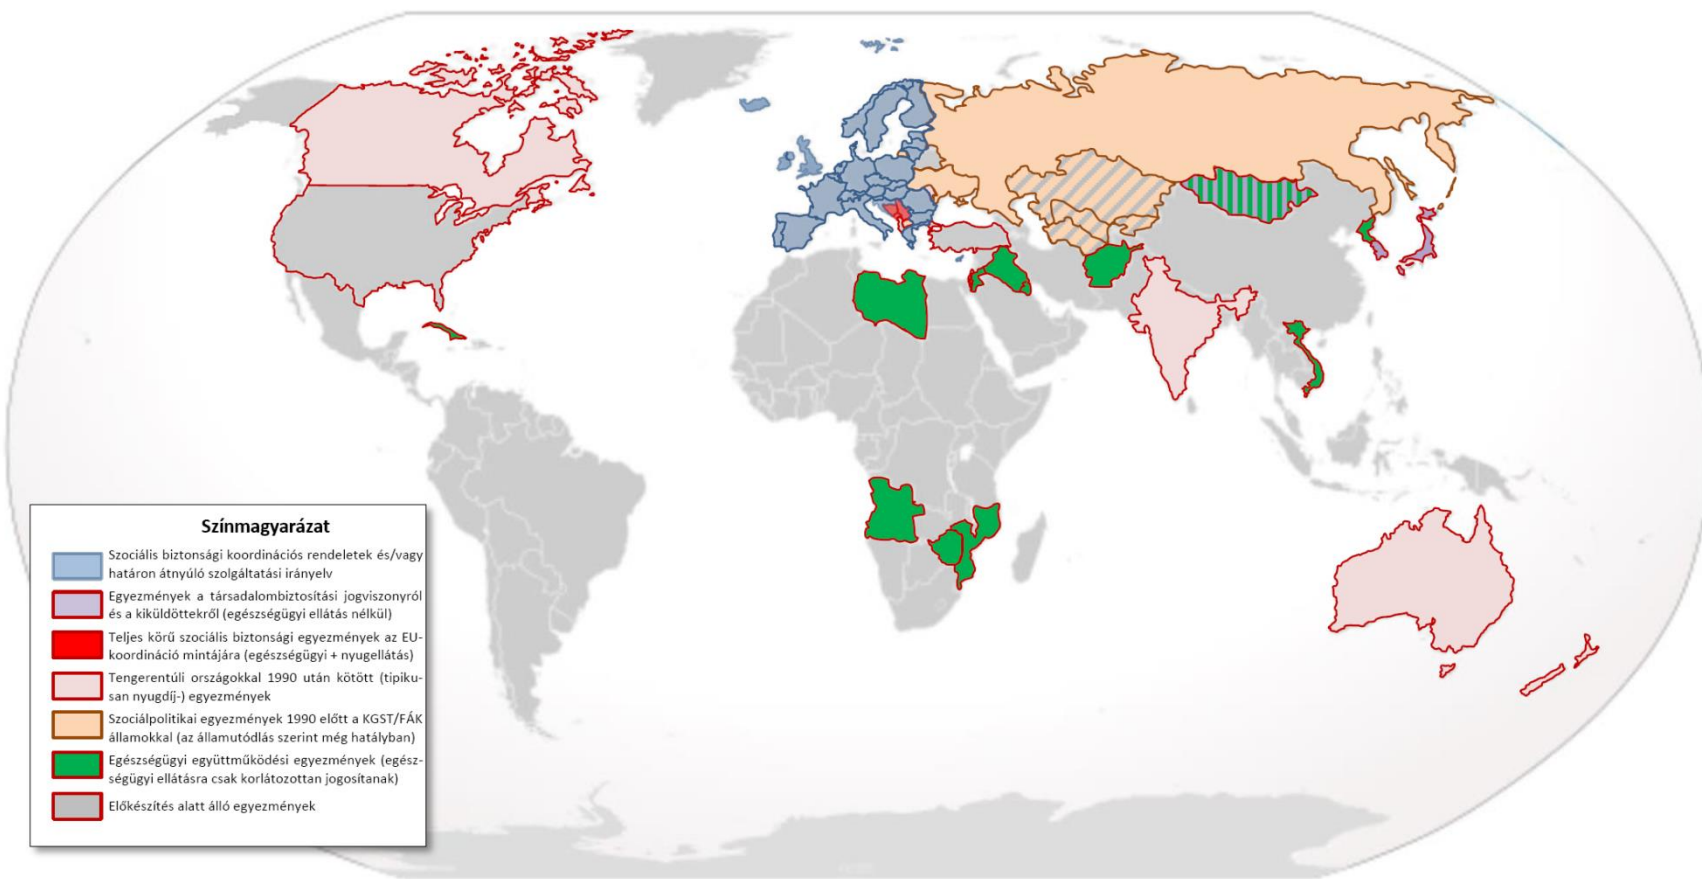 Színmagyarázat
Szociális biztonsági koordinációs rendeletek és/vagy
határon átnyúló szolgáltatási irányelv
Egyezmények a társadalombiztosítási jogviszonyról
és a kiküldöttekről (egészségügyi ellátás nélkül)
Teljes körű szociális biztonsági egyezmények az EU-
koordináció mintájára (egészségügyi + nyugellátás)
Tengerentúli országokkal 1990 után kötött (tipiku-
san nyugdíj-) egyezmények
Szociálpolitikai egyezmények 1990 előtt a KGST/FÁK
államokkal (az államutódlás szerint még hatályban)
Egészségügyi együttműködési egyezmények (egész-
ségügyi ellátásra csak korlátozottan jogosítanak)
Előkészítés alatt álló egyezmények